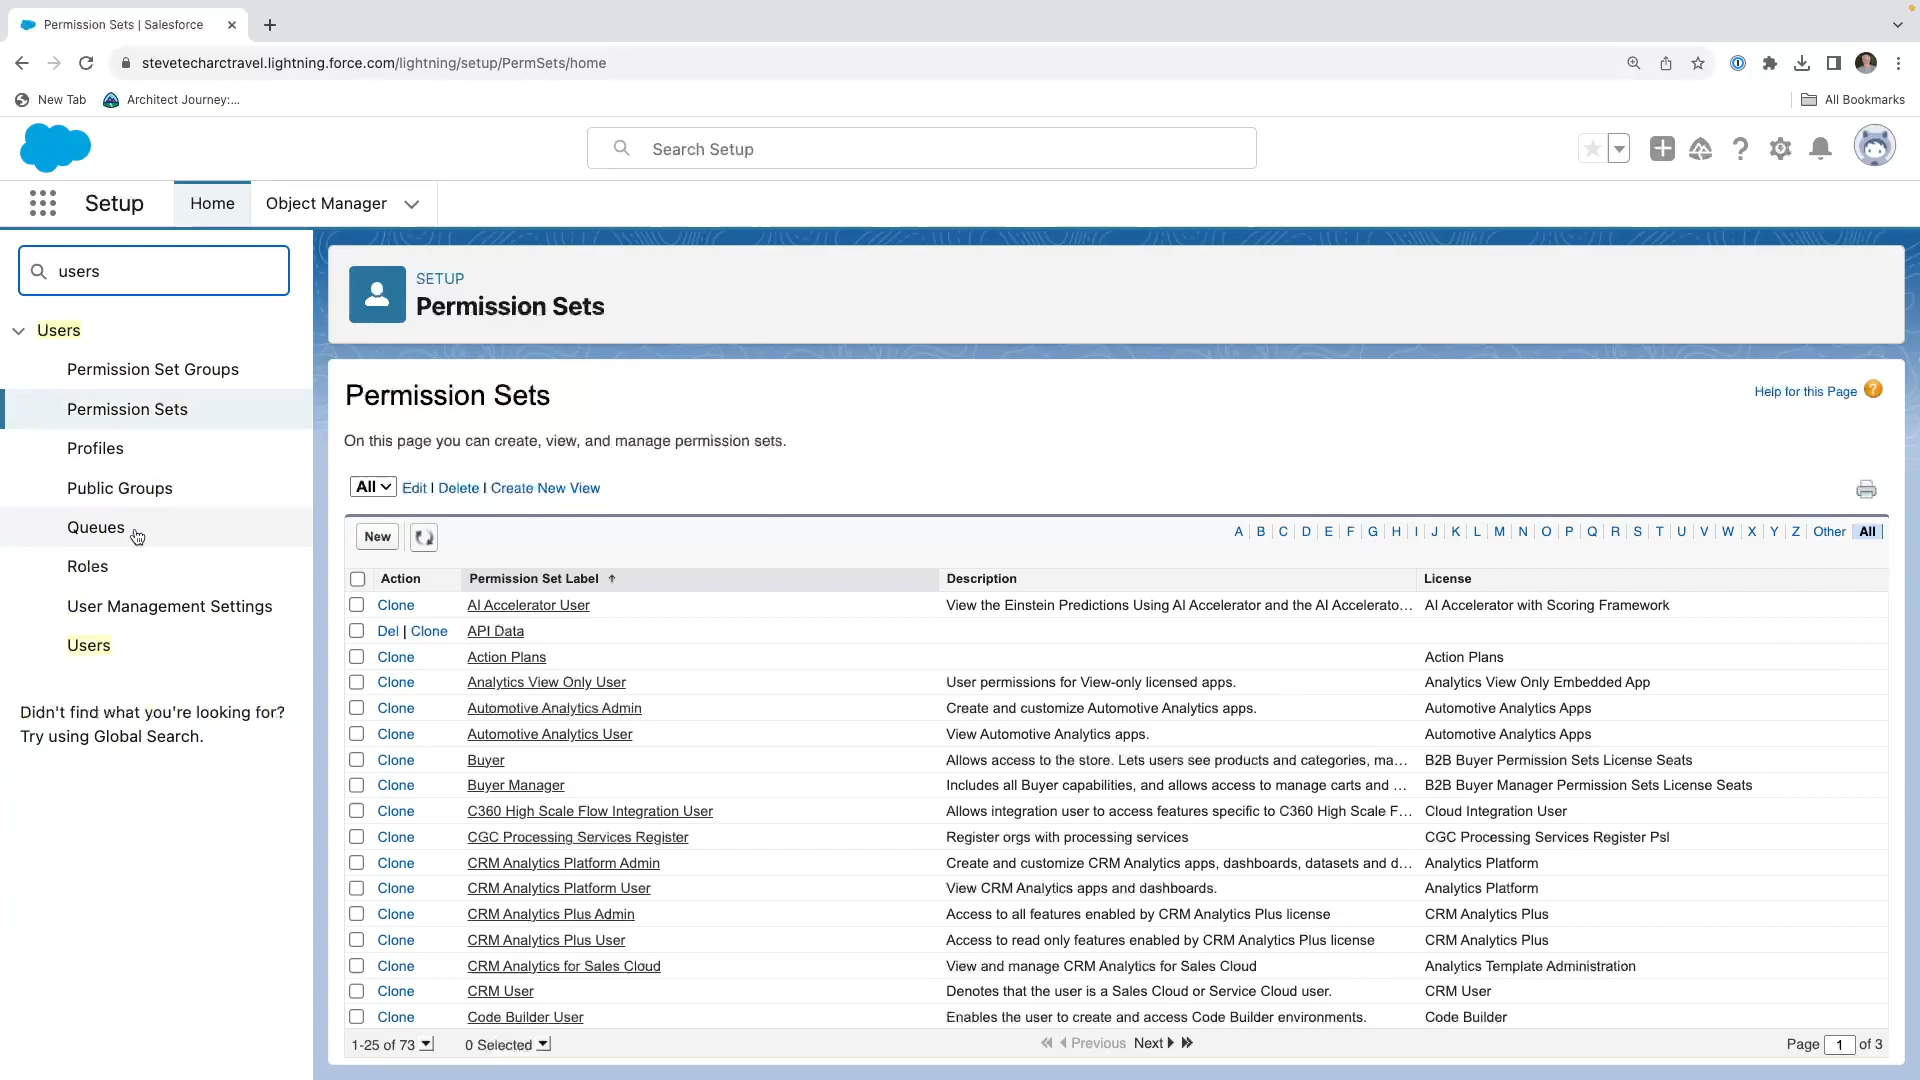 Permission Sets | Salesforce
stevetecharctravel.lightning.force.com/lightning/setup/PermSets/home
New Tab
Architect Journey:...
All Bookmarks
Search Setup
Setup
Home
Object Manager
users
Users
Permission Set Groups
Permission Sets
Profiles
Public Groups
Queues
Roles
User Management Settings
Users
Didn't find what you're looking for?
Try using Global Search.
SETUP
Permission Sets
Permission Sets
Help for this Page ?
On this page you can create, view, and manage permission sets.
All Edit | Delete | Create New View
New
A | B | C | D | E | F | G | H | I | J | K | L | M | N | O | P | Q | R | S | T | U | V | W | X | Y | Z | Other | All
Action Permission Set Label ↑ Description License
Clone AI Accelerator User View the Einstein Predictions Using AI Accelerator and the AI Accelerato... AI Accelerator with Scoring Framework
Del | Clone API Data
Clone Action Plans Action Plans
Clone Analytics View Only User User permissions for View-only licensed apps. Analytics View Only Embedded App
Clone Automotive Analytics Admin Create and customize Automotive Analytics apps. Automotive Analytics Apps
Clone Automotive Analytics User View Automotive Analytics apps. Automotive Analytics Apps
Clone Buyer Allows access to the store. Lets users see products and categories, ma... B2B Buyer Permission Sets License Seats
Clone Buyer Manager Includes all Buyer capabilities, and allows access to manage carts and ... B2B Buyer Manager Permission Sets License Seats
Clone C360 High Scale Flow Integration User Allows integration user to access features specific to C360 High Scale F... Cloud Integration User
Clone CGC Processing Services Register Register orgs with processing services CGC Processing Services Register Psl
Clone CRM Analytics Platform Admin Create and customize CRM Analytics apps, dashboards, datasets and d... Analytics Platform
Clone CRM Analytics Platform User View CRM Analytics apps and dashboards. Analytics Platform
Clone CRM Analytics Plus Admin Access to all features enabled by CRM Analytics Plus license CRM Analytics Plus
Clone CRM Analytics Plus User Access to read only features enabled by CRM Analytics Plus license CRM Analytics Plus
Clone CRM Analytics for Sales Cloud View and manage CRM Analytics for Sales Cloud Analytics Template Administration
Clone CRM User Denotes that the user is a Sales Cloud or Service Cloud user. CRM User
Clone Code Builder User Enables the user to create and access Code Builder environments. Code Builder
1-25 of 73 0 Selected Previous Next Page 1 of 3